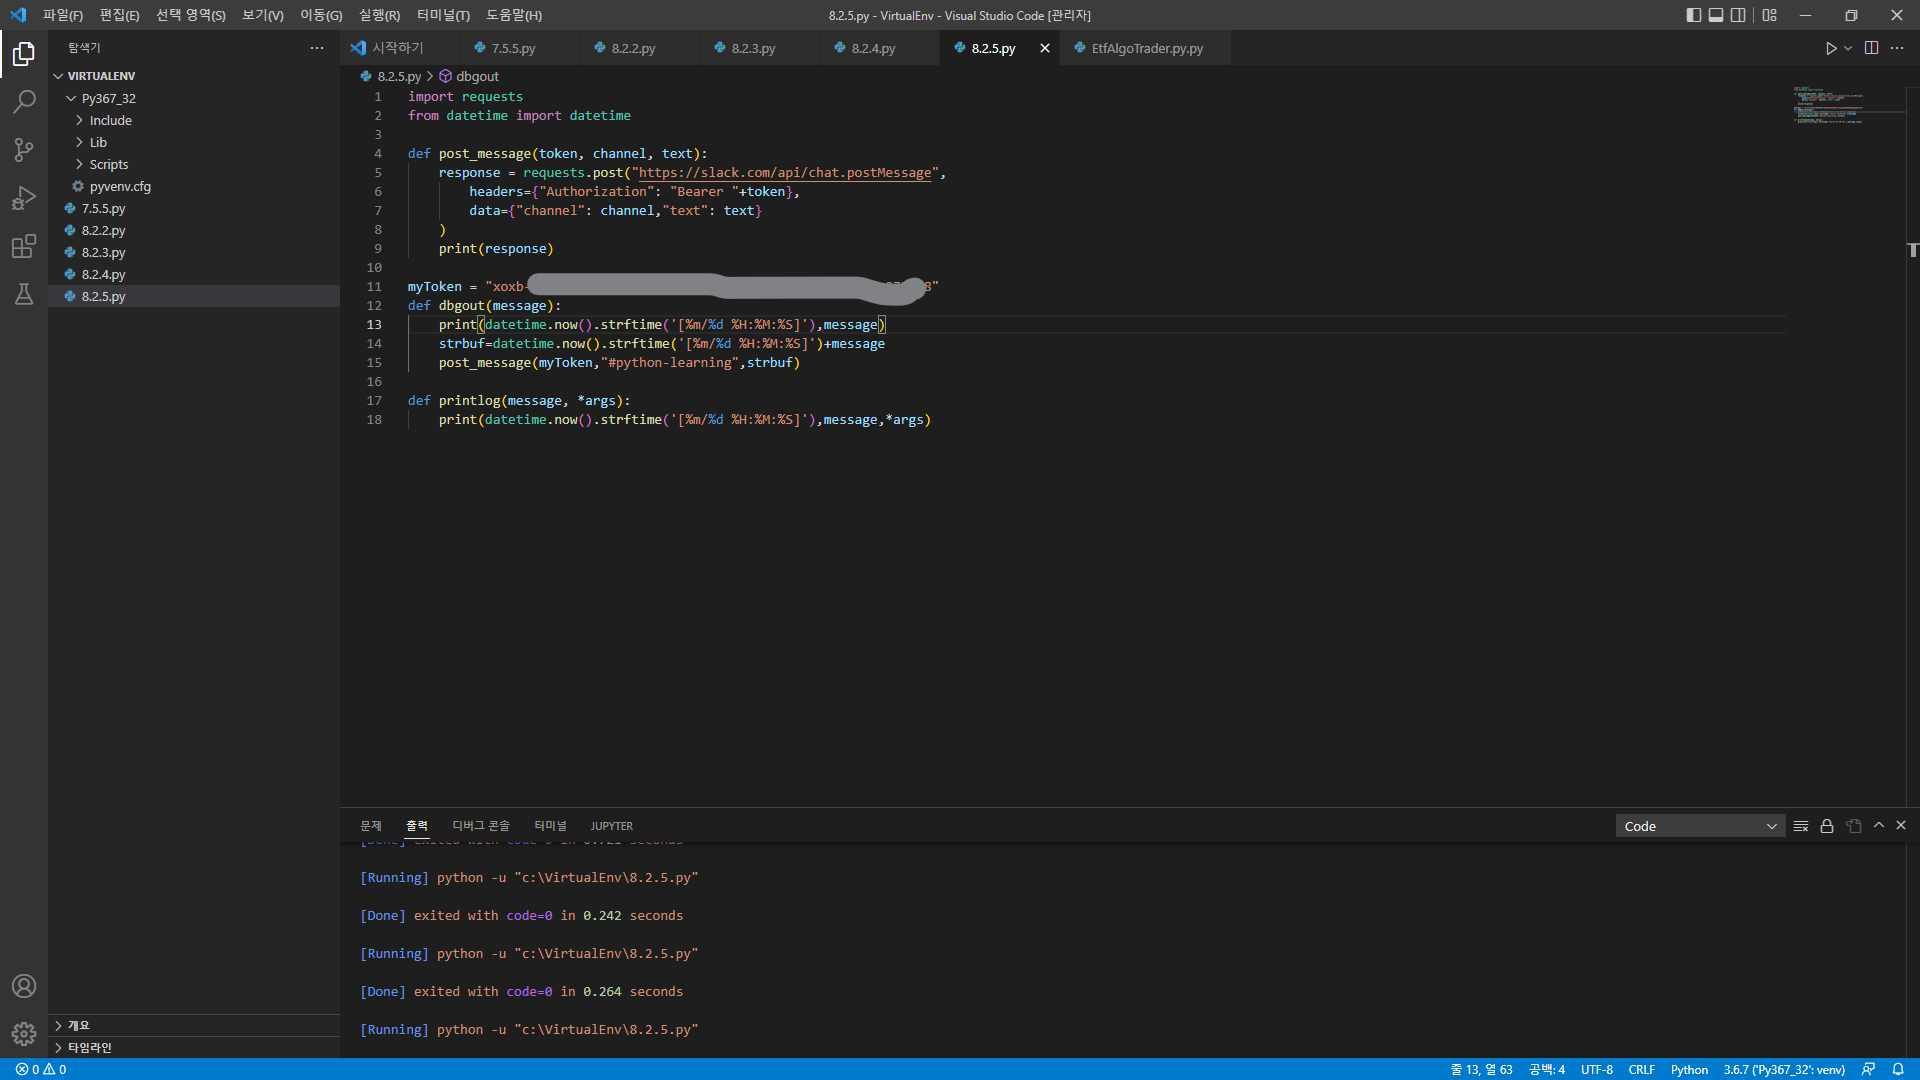 파일(F) 편집(E) 선택 영역(S) 보기(V) 이동(G) 실행(R) 터미널(T) 도움말(H) 8.2.5.py - VirtualEnv - Visual Studio Code [관리자]
탐색기
시작하기 7.5.5.py 8.2.2.py 8.2.3.py 8.2.4.py 8.2.5.py EtfAlgoTrader.py.py
VIRTUALENV
Py367_32
Include
Lib
Scripts
pyvenv.cfg
7.5.5.py
8.2.2.py
8.2.3.py
8.2.4.py
8.2.5.py
개요
타임라인
8.2.5.py > dbgout
1 import requests
2 from datetime import datetime
3
4 def post_message(token, channel, text):
5 response = requests.post("https://slack.com/api/chat.postMessage",
6 headers={"Authorization": "Bearer "+token},
7 data={"channel": channel,"text": text}
8 )
9 print(response)
10
11 myToken = "xoxb- 8"
12 def dbgout(message):
13 print(datetime.now().strftime('[%m/%d %H:%M:%S]'),message)
14 strbuf=datetime.now().strftime('[%m/%d %H:%M:%S]')+message
15 post_message(myToken,"#python-learning",strbuf)
16
17 def printlog(message, *args):
18 print(datetime.now().strftime('[%m/%d %H:%M:%S]'),message,*args)
문제 출력 디버그 콘솔 터미널 JUPYTER Code
[Done] exited with code=0 in 0.721 seconds
[Running] python -u "c:\VirtualEnv\8.2.5.py"
[Done] exited with code=0 in 0.242 seconds
[Running] python -u "c:\VirtualEnv\8.2.5.py"
[Done] exited with code=0 in 0.264 seconds
[Running] python -u "c:\VirtualEnv\8.2.5.py"
0 0 줄 13, 열 63 공백: 4 UTF-8 CRLF Python 3.6.7 ('Py367_32': venv)